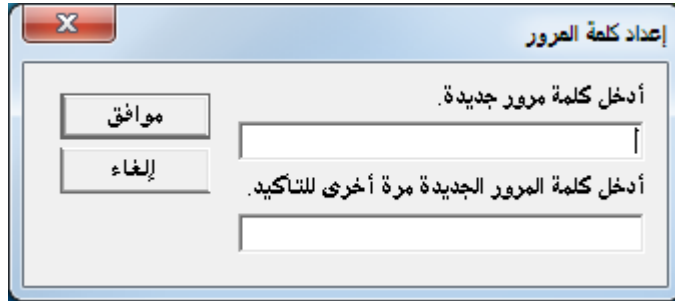 إعداد كلمة المرور
أدخل كلمة مرور جديدة.
موافق
إلغاء
أدخل كلمة المرور الجديدة مرة أخرى للتأكيد.